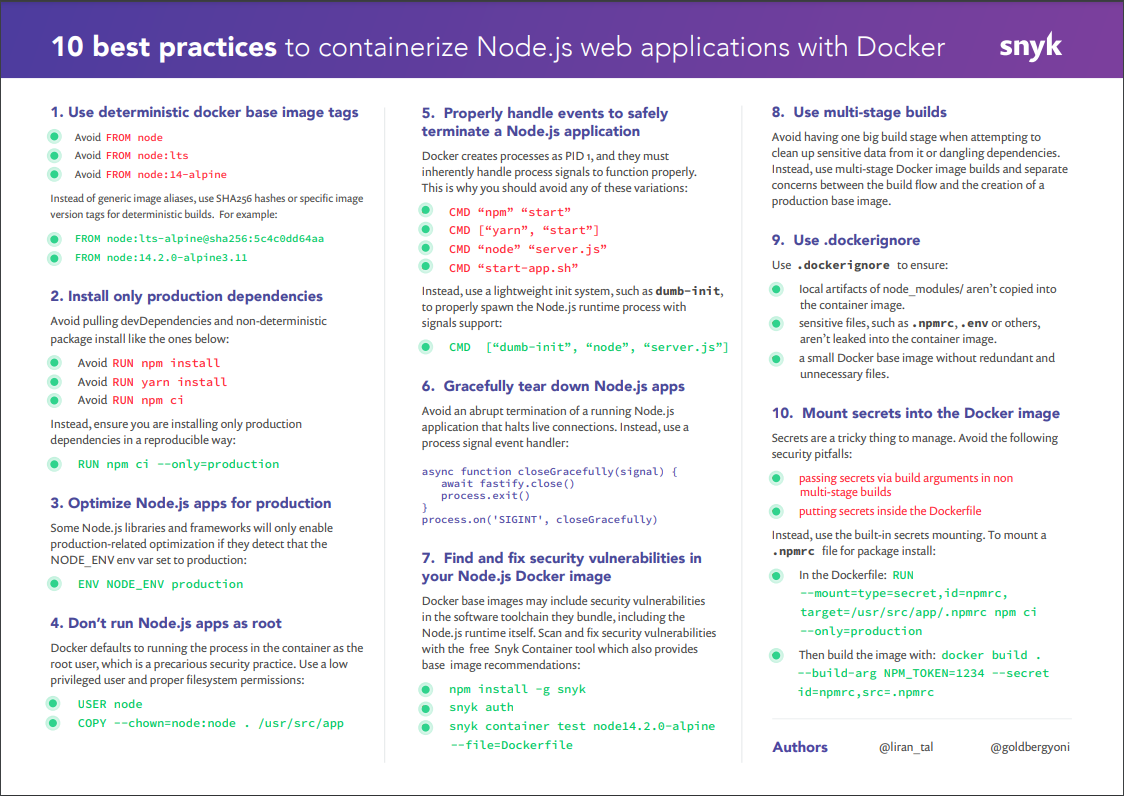 10 best practices to containerize Node.js web applications with Docker
snyk
1. Use deterministic docker base image tags
Avoid FROM node
Avoid FROM node:lts
Avoid FROM node:14-alpine
Instead of generic image aliases, use SHA256 hashes or specific image
version tags for deterministic builds. For example:
FROM node:lts-alpine@sha256:5c4c0dd64aa
FROM node:14.2.0-alpine3.11
2. Install only production dependencies
Avoid pulling devDependencies and non-deterministic
package install like the ones below:
Avoid RUN npm install
Avoid RUN yarn install
Avoid RUN npm ci
Instead, ensure you are installing only production
dependencies in a reproducible way:
RUN npm ci --only=production
3. Optimize Node.js apps for production
Some Node.js libraries and frameworks will only enable
production-related optimization if they detect that the
NODE_ENV env var set to production:
ENV NODE_ENV production
4. Don’t run Node.js apps as root
Docker defaults to running the process in the container as the
root user, which is a precarious security practice. Use a low
privileged user and proper filesystem permissions:
USER node
COPY --chown=node:node . /usr/src/app
5. Properly handle events to safely
terminate a Node.js application
Docker creates processes as PID 1, and they must
inherently handle process signals to function properly.
This is why you should avoid any of these variations:
CMD “npm” “start”
CMD [“yarn”, “start”]
CMD “node” “server.js”
CMD “start-app.sh”
Instead, use a lightweight init system, such as dumb-init,
to properly spawn the Node.js runtime process with
signals support:
CMD [“dumb-init”, “node”, “server.js”]
6. Gracefully tear down Node.js apps
Avoid an abrupt termination of a running Node.js
application that halts live connections. Instead, use a
process signal event handler:
async function closeGracefully(signal) {
await fastify.close()
process.exit()
}
process.on('SIGINT', closeGracefully)
7. Find and fix security vulnerabilities in
your Node.js Docker image
Docker base images may include security vulnerabilities
in the software toolchain they bundle, including the
Node.js runtime itself. Scan and fix security vulnerabilities
with the free Snyk Container tool which also provides
base image recommendations:
npm install -g snyk
snyk auth
snyk container test node14.2.0-alpine
--file=Dockerfile
8. Use multi-stage builds
Avoid having one big build stage when attempting to
clean up sensitive data from it or dangling dependencies.
Instead, use multi-stage Docker image builds and separate
concerns between the build flow and the creation of a
production base image.
9. Use .dockerignore
Use .dockerignore to ensure:
local artifacts of node_modules/ aren’t copied into
the container image.
sensitive files, such as .npmrc, .env or others,
aren’t leaked into the container image.
a small Docker base image without redundant and
unnecessary files.
10. Mount secrets into the Docker image
Secrets are a tricky thing to manage. Avoid the following
security pitfalls:
passing secrets via build arguments in non
multi-stage builds
putting secrets inside the Dockerfile
Instead, use the built-in secrets mounting. To mount a
.npmrc file for package install:
In the Dockerfile: RUN
--mount=type=secret,id=npmrc,
target=/usr/src/app/.npmrc npm ci
--only=production
Then build the image with: docker build .
--build-arg NPM_TOKEN=1234 --secret
id=npmrc,src=.npmrc
Authors @liran_tal @goldbergyoni